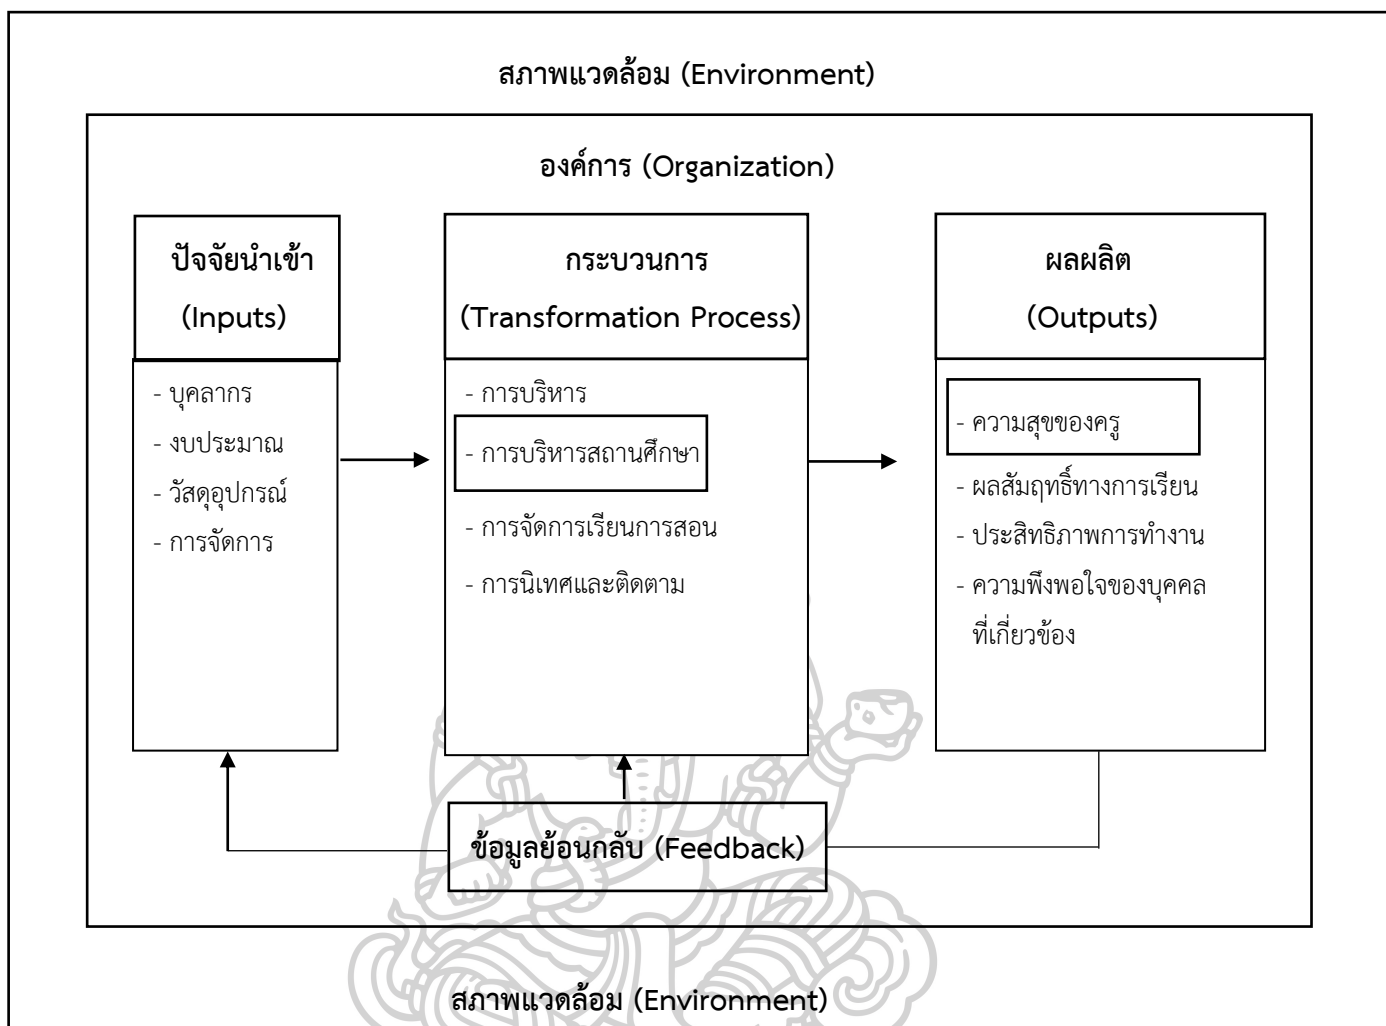 สภาพแวดล้อม (Environment)
องค์การ (Organization)
ปัจจัยนำเข้า
(Inputs)
- บุคลากร
- งบประมาณ
- วัสดุอุปกรณ์
- การจัดการ
กระบวนการ
(Transformation Process)
- การบริหาร
- การบริหารสถานศึกษา
- การจัดการเรียนการสอน
- การนิเทศและติดตาม
ผลผลิต
(Outputs)
- ความสุขของครู
- ผลสัมฤทธิ์ทางการเรียน
- ประสิทธิภาพการทำงาน
- ความพึงพอใจของบุคคล
ที่เกี่ยวข้อง
ข้อมูลย้อนกลับ (Feedback)
สภาพแวดล้อม (Environment)